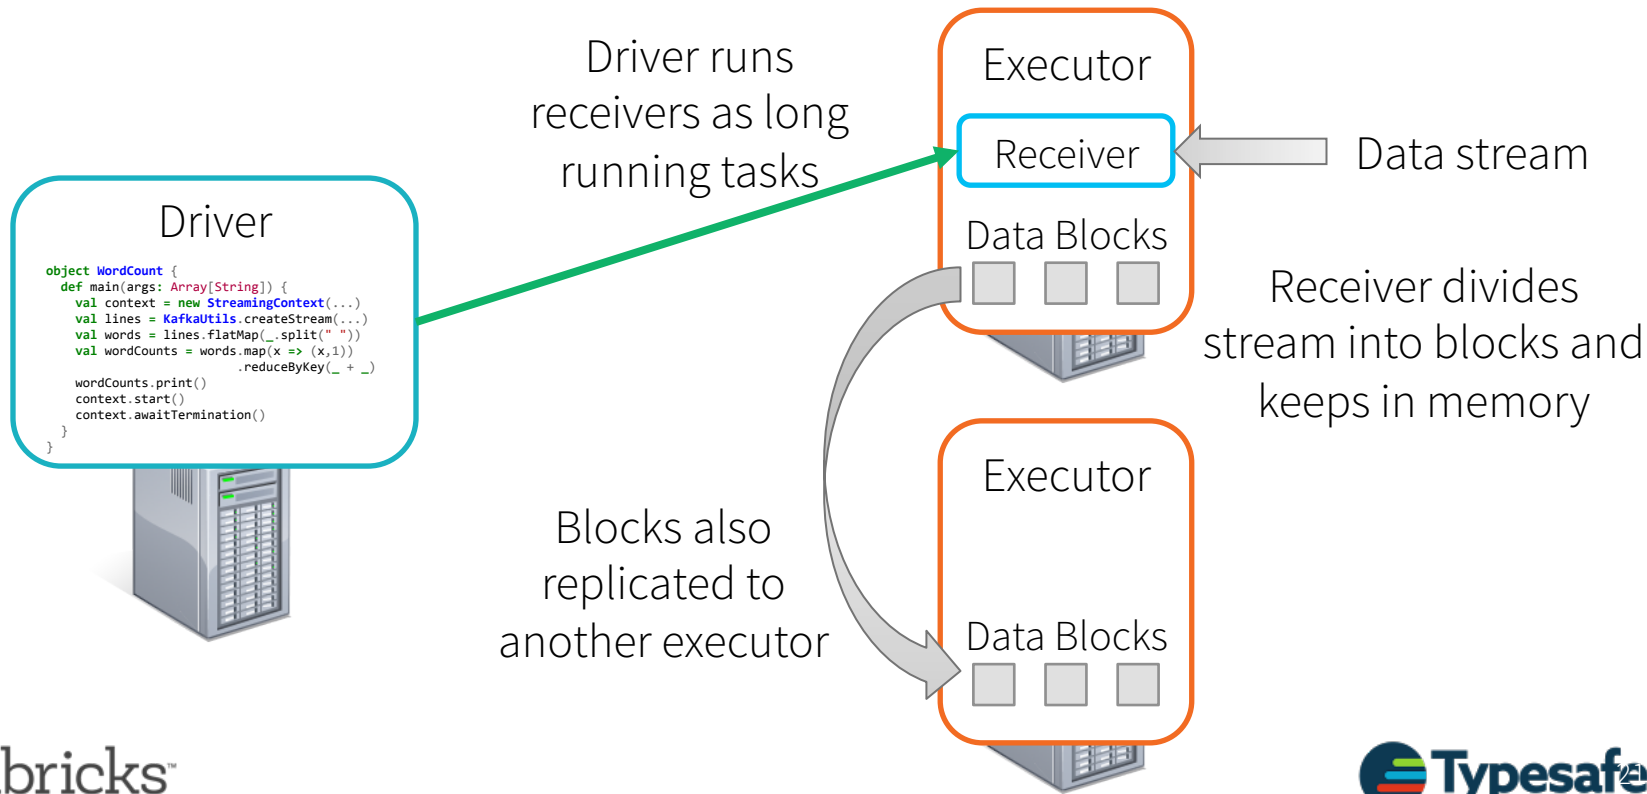 Driver runs
receivers as long
running tasks
Executor
Receiver
Data stream
Data Blocks
Receiver divides
stream into blocks and
keeps in memory
Driver
object WordCount {
def main(args: Array[String]) {
val context = new StreamingContext(...)
val lines = KafkaUtils.createStream(...)
val words = lines.flatMap(_.split(" "))
val wordCounts = words.map(x => (x,1))
.reduceByKey(_ + _)
wordCounts.print()
context.start()
context.awaitTermination()
}
}
Blocks also
replicated to
another executor
Executor
Data Blocks
bricks™
Typesafe
21